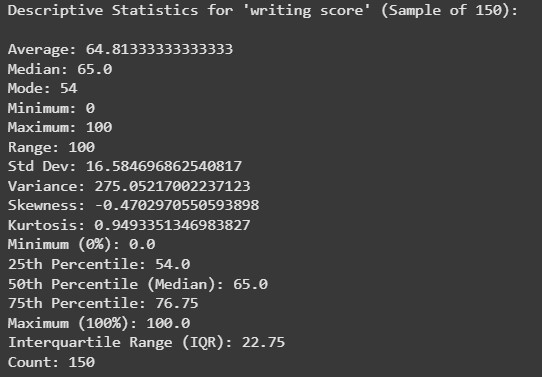 Descriptive Statistics for 'writing score' (Sample of 150):
Average: 64.81333333333333
Median: 65.0
Mode: 54
Minimum: 0
Maximum: 100
Range: 100
Std Dev: 16.584696862540817
Variance: 275.05217002237123
Skewness: -0.4702970550593898
Kurtosis: 0.9493351346983827
Minimum (0%): 0.0
25th Percentile: 54.0
50th Percentile (Median): 65.0
75th Percentile: 76.75
Maximum (100%): 100.0
Interquartile Range (IQR): 22.75
Count: 150